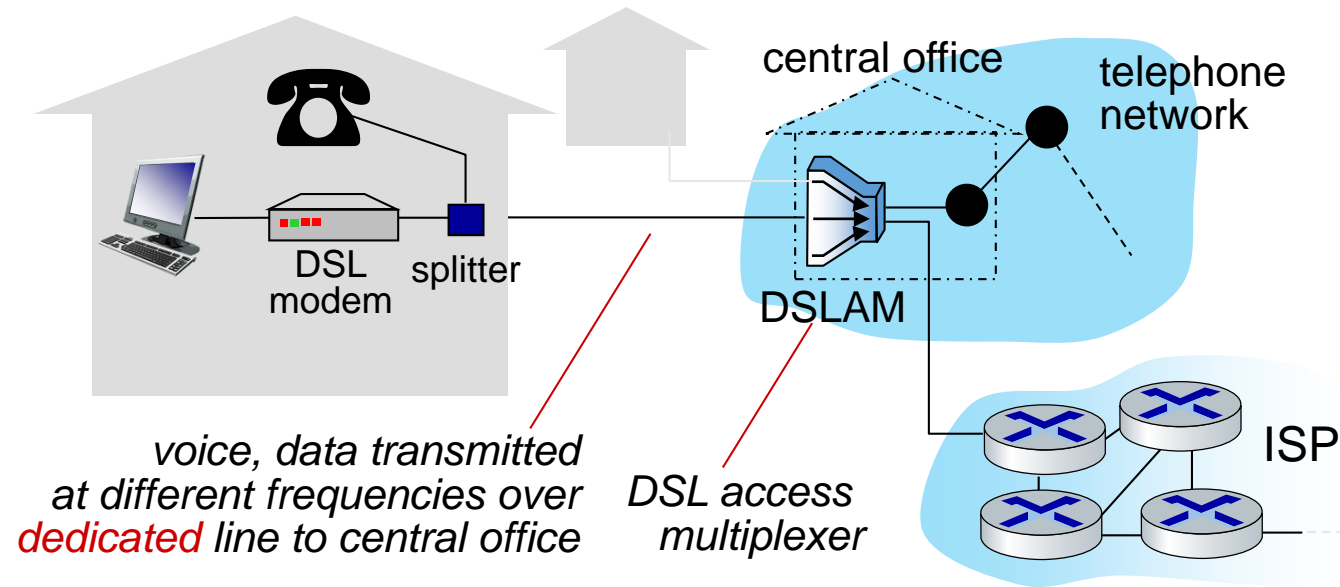 central office
telephone
network
DSL
modem
splitter
DSLAM
ISP
voice, data transmitted
at different frequencies over
dedicated line to central office
DSL access
multiplexer